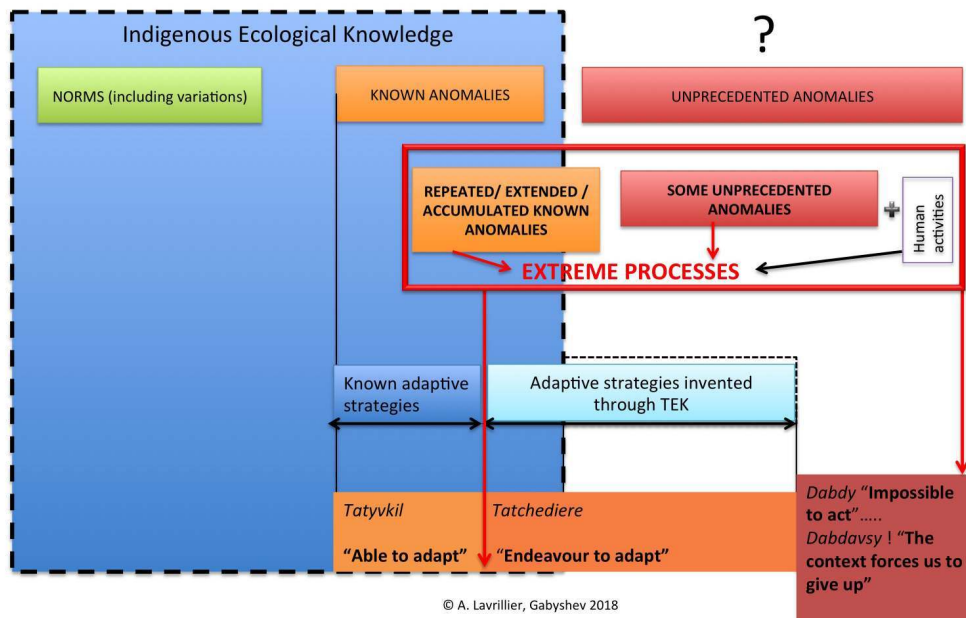 Indigenous Ecological Knowledge
?
NORMS (including variations)
KNOWN ANOMALIES
UNPRECEDENTED ANOMALIES
REPEATED/ EXTENDED /
ACCUMULATED KNOWN
ANOMALIES
SOME UNPRECEDENTED
ANOMALIES
Human
activities
EXTREME PROCESSES
Known adaptive
strategies
Adaptive strategies invented
through TEK
Tatyvkil
"Able to adapt"
Tatchediere
"Endeavour to adapt"
Dabdy "Impossible
to act".....
Dabdavsy ! "The
context forces us to
give up"
© A. Lavrillier, Gabyshev 2018